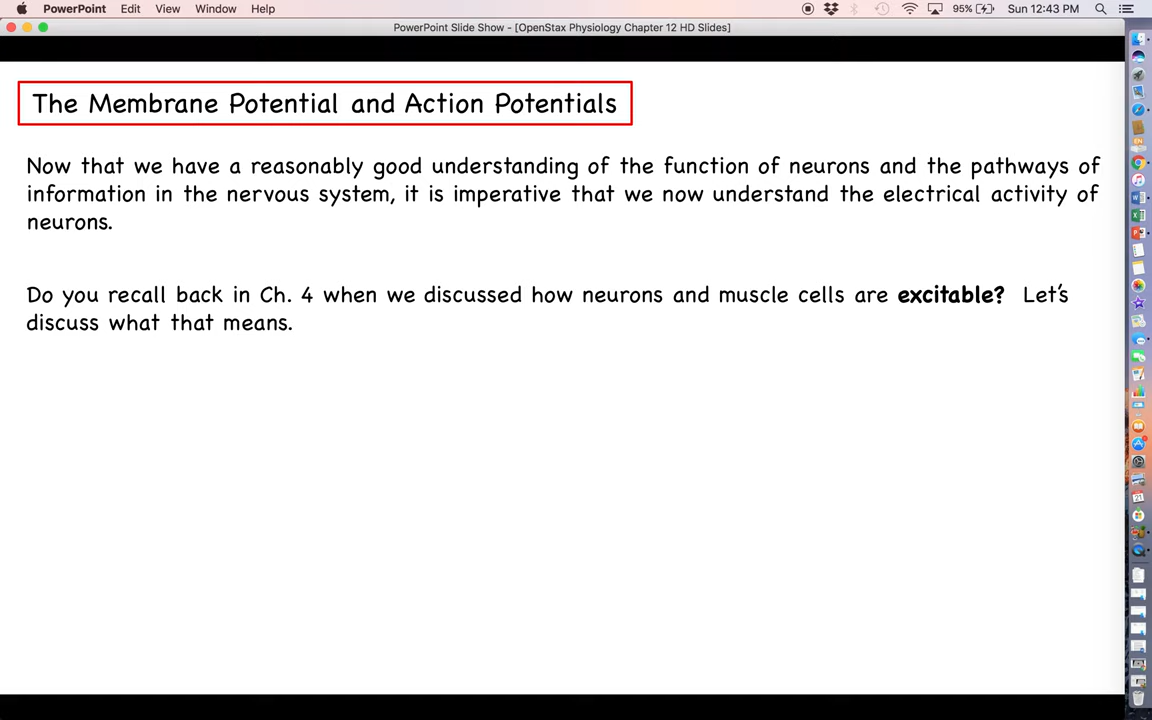 PowerPoint Edit View Window Help 95% Sun 12:43 PM
PowerPoint Slide Show - [OpenStax Physiology Chapter 12 HD Slides]
The Membrane Potential and Action Potentials
Now that we have a reasonably good understanding of the function of neurons and the pathways of
information in the nervous system, it is imperative that we now understand the electrical activity of
neurons.
Do you recall back in Ch. 4 when we discussed how neurons and muscle cells are excitable? Let's
discuss what that means.